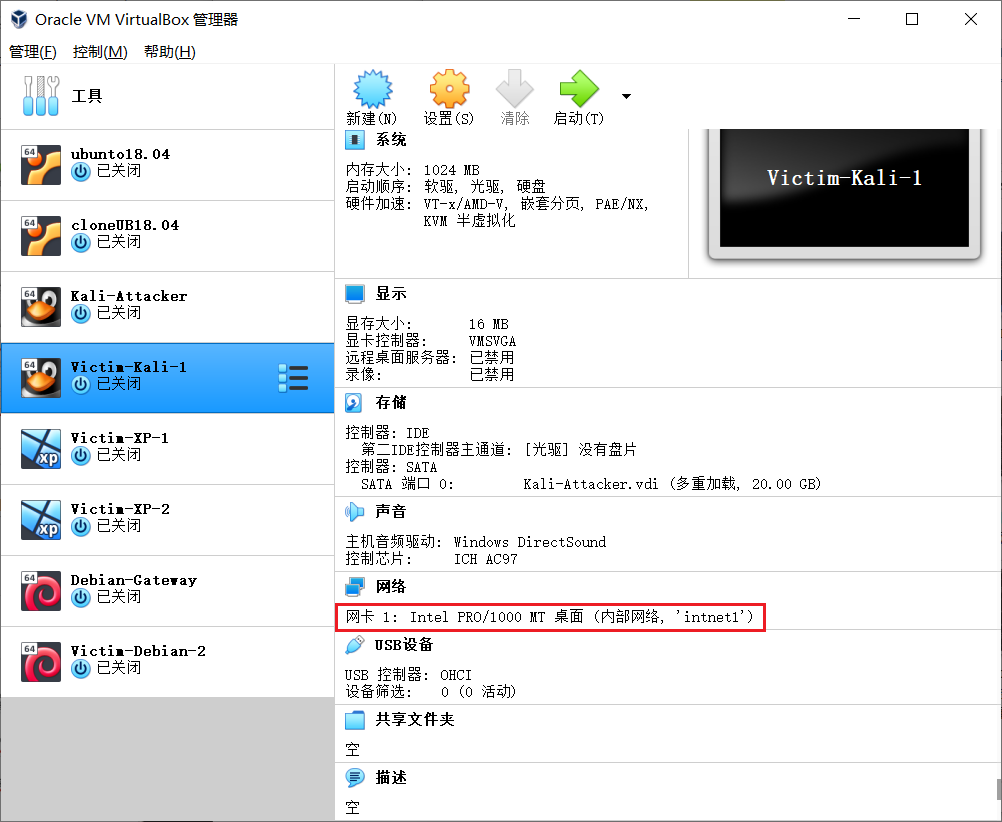 Oracle VM VirtualBox 管理器
管理(F) 控制(M) 帮助(H)
工具
64
ubunto18.04
已关闭
64
cloneUB18.04
已关闭
64
Kali-Attacker
已关闭
64
Victim-Kali-1
已关闭
xp
Victim-XP-1
已关闭
xp
Victim-XP-2
已关闭
64
Debian-Gateway
已关闭
64
Victim-Debian-2
已关闭
新建(N) 设置(S) 清除 启动(T)
系统
内存大小: 1024 MB
启动顺序: 软驱, 光驱, 硬盘
硬件加速: VT-x/AMD-V, 嵌套分页, PAE/NX,
KVM 半虚拟化
Victim-Kali-1
显示
显存大小: 16 MB
显卡控制器: VMSVGA
远程桌面服务器: 已禁用
录像: 已禁用
存储
控制器: IDE
第二IDE控制器主通道: [光驱] 没有盘片
控制器: SATA
SATA 端口 0: Kali-Attacker.vdi (多重加载, 20.00 GB)
声音
主机音频驱动: Windows DirectSound
控制芯片: ICH AC97
网络
网卡 1: Intel PRO/1000 MT 桌面 (内部网络, 'intnet1')
USB设备
USB 控制器: OHCI
设备筛选: 0 (0 活动)
共享文件夹
空
描述
空